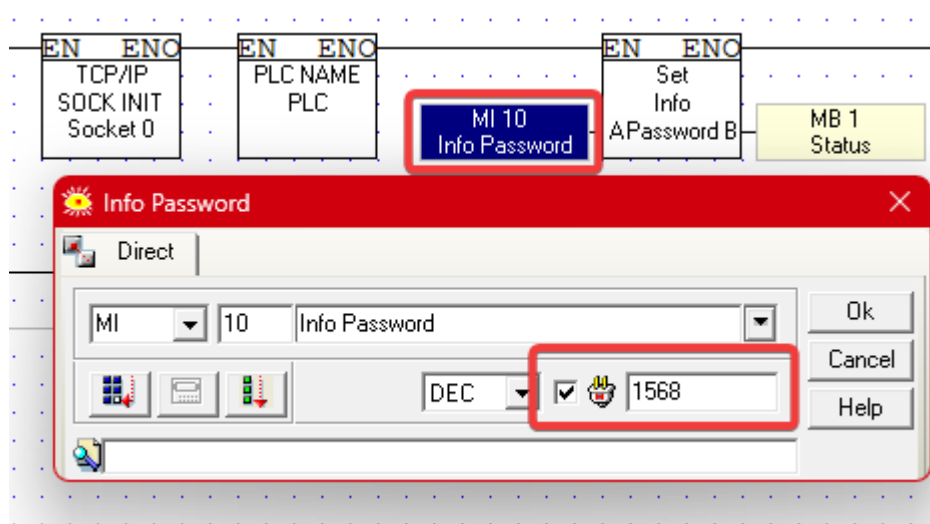 EN ENO
TCP/IP
SOCK INIT
Socket 0
EN ENO
PLC NAME
PLC
MI 10
Info Password
EN ENO
Set
Info
A Password B
MB 1
Status
Info Password
Direct
MI
10
Info Password
Ok
Cancel
DEC
1568
Help